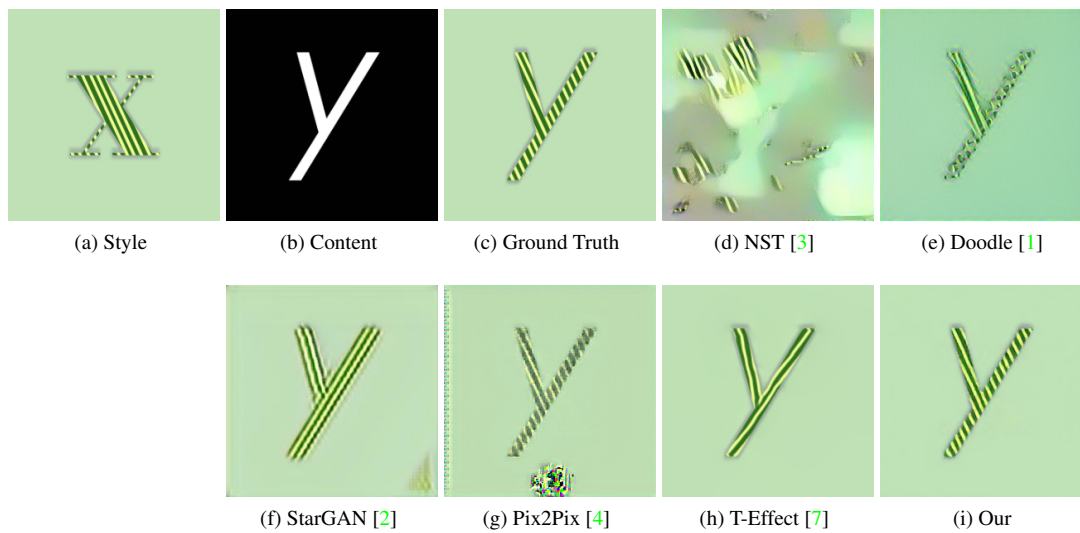 X
y
y
y
(a) Style
(b) Content
(c) Ground Truth
(d) NST [3]
(e) Doodle [1]
y
y
y
y
(f) StarGAN [2]
(g) Pix2Pix [4]
(h) T-Effect [7]
(i) Our